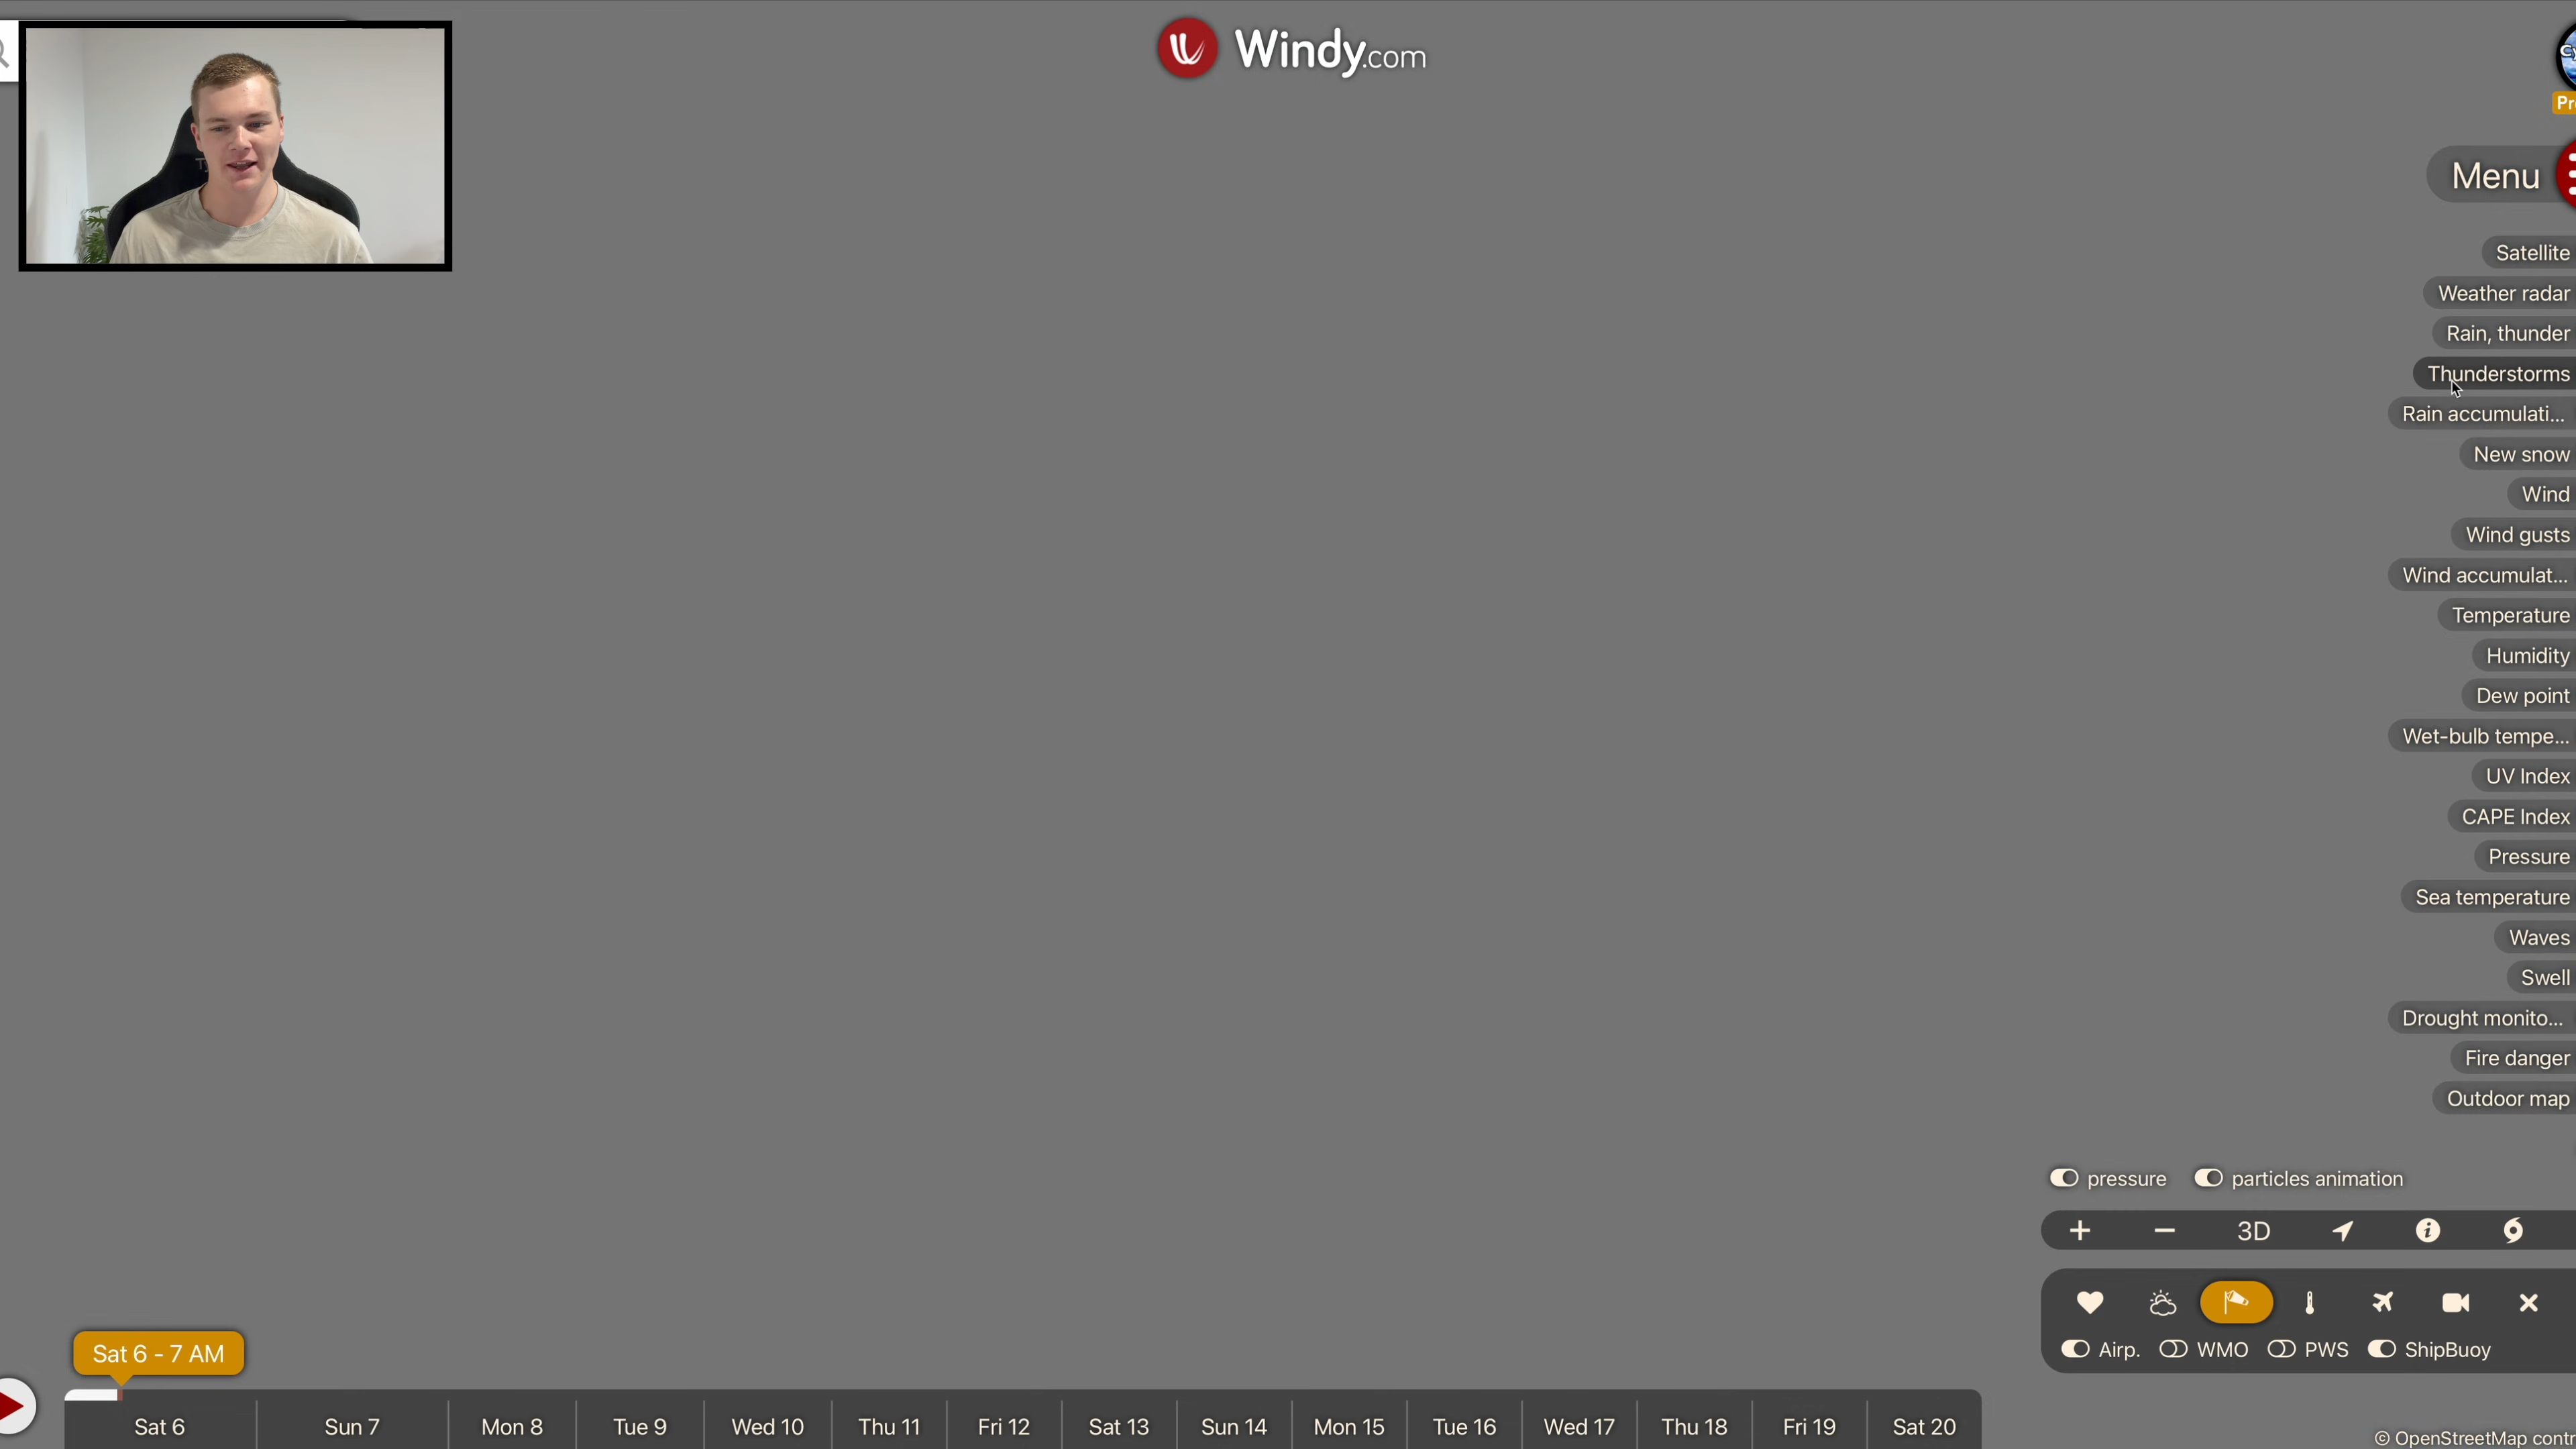 Windy.com
Menu
Satellite
Weather radar
Rain, thunder
Thunderstorms
Rain accumulati...
New snow
Wind
Wind gusts
Wind accumulat...
Temperature
Humidity
Dew point
Wet-bulb tempe...
UV Index
CAPE Index
Pressure
Sea temperature
Waves
Swell
Drought monito...
Fire danger
Outdoor map
pressure particles animation
3D
Airp. WMO PWS ShipBuoy
Sat 6 - 7 AM
Sat 6 Sun 7 Mon 8 Tue 9 Wed 10 Thu 11 Fri 12 Sat 13 Sun 14 Mon 15 Tue 16 Wed 17 Thu 18 Fri 19 Sat 20
© OpenStreetMap contr